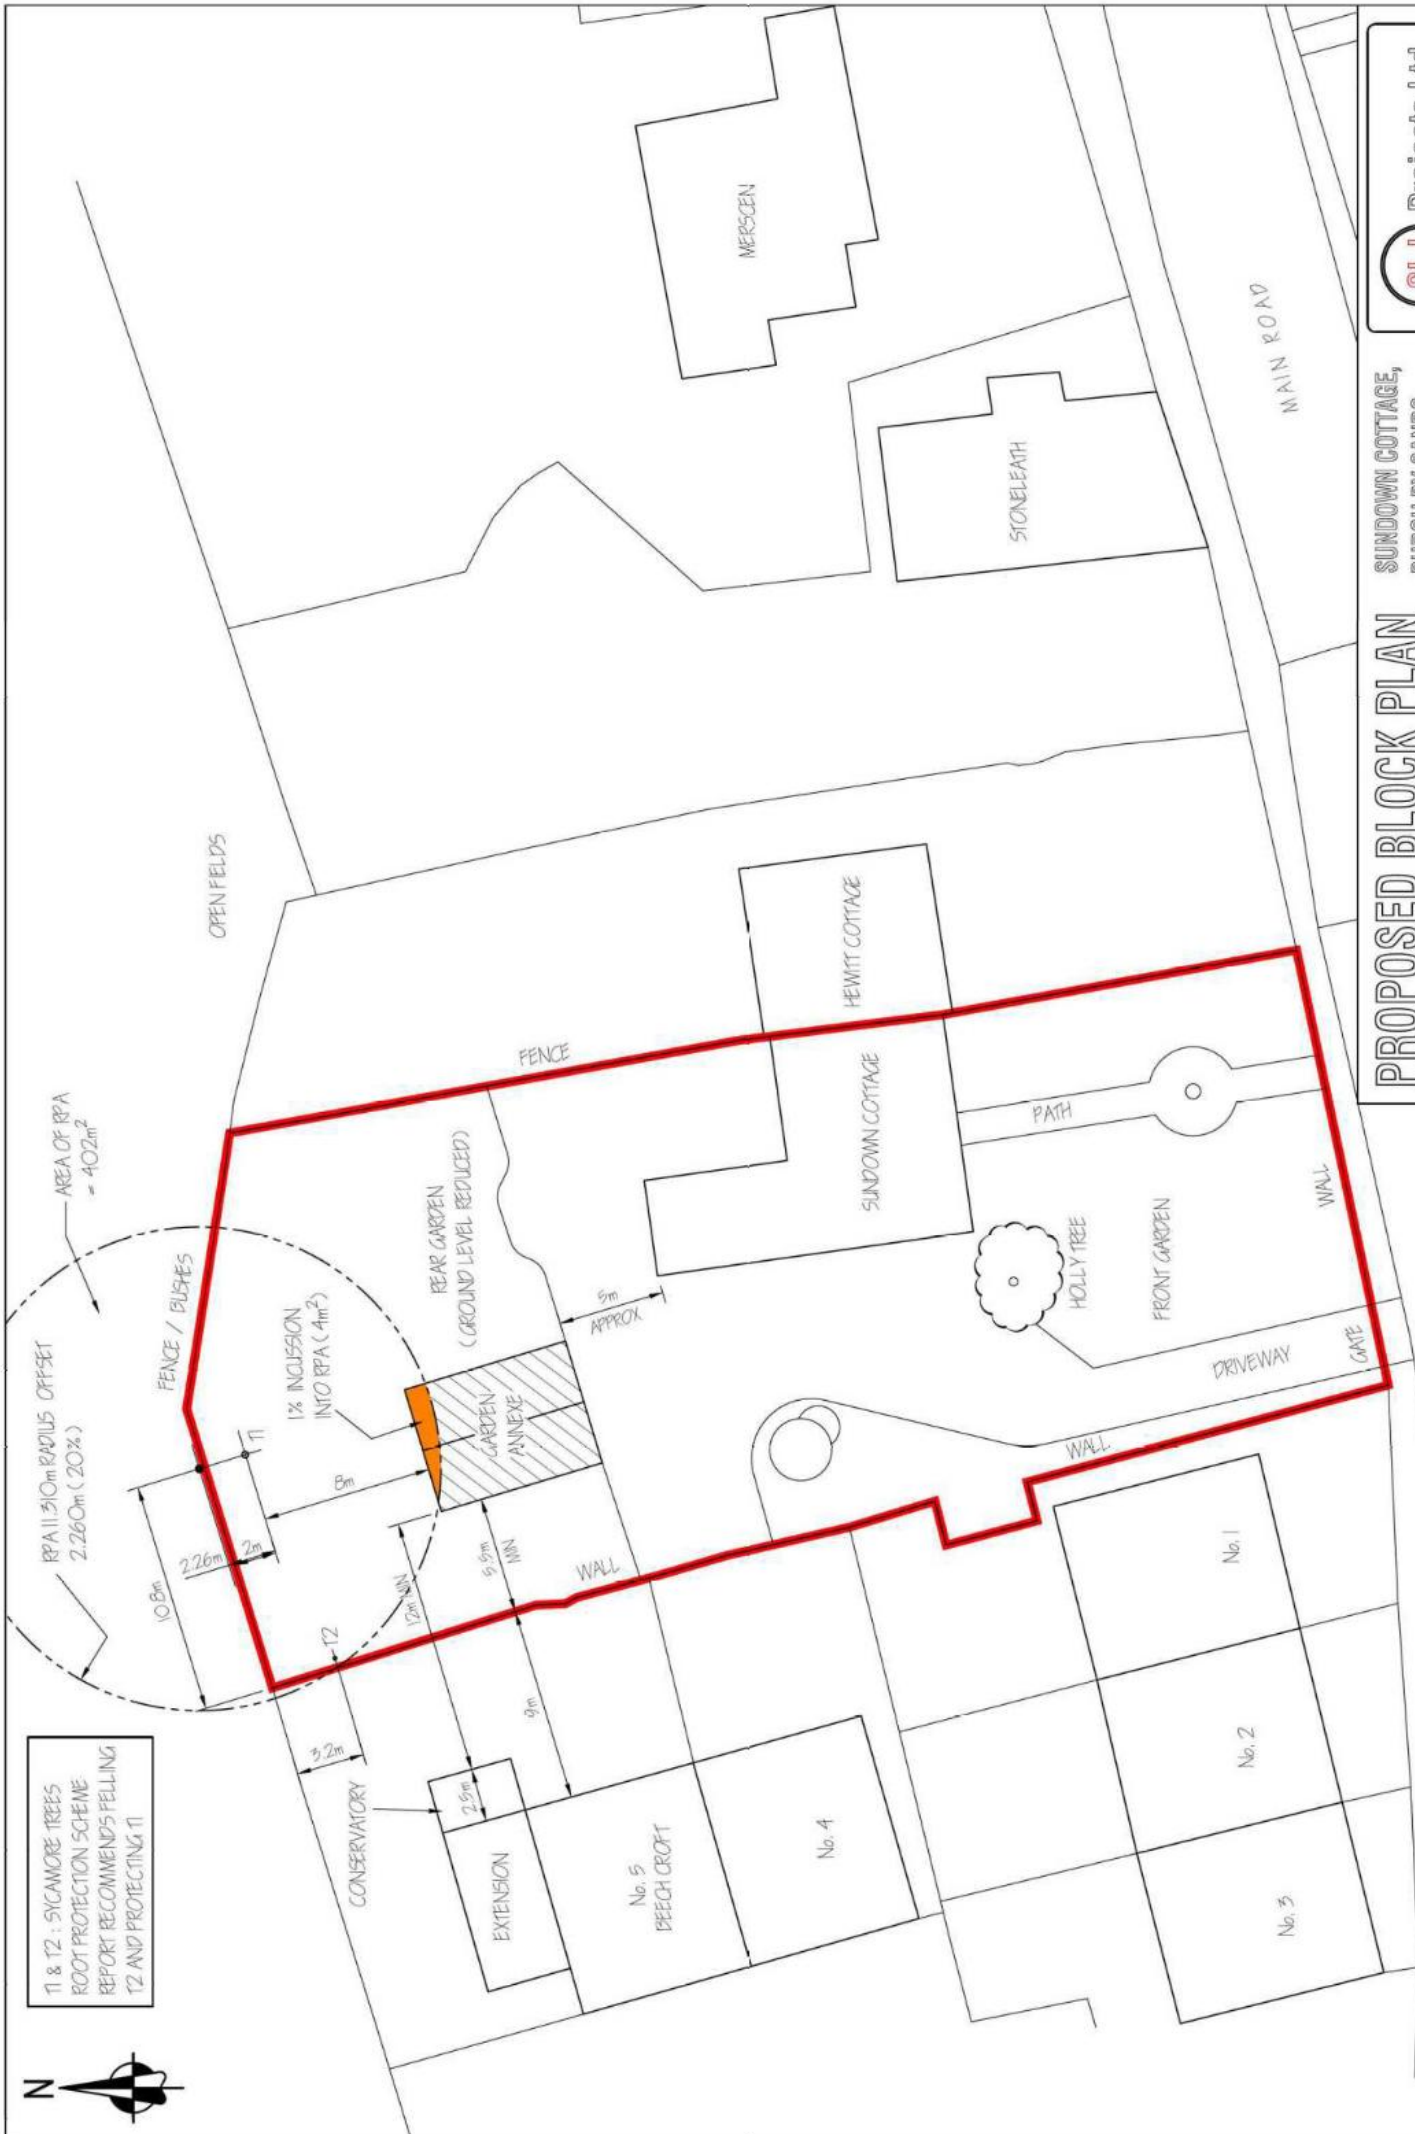 N
T1 & T2 : SYCAMORE TREES
ROOT PROTECTION SCHEME
REPORT RECOMMENDS FELLING
T2 AND PROTECTING T1
RPA 11.310m RADIUS OFFSET
2.260m (20%)
AREA OF RPA
= 402m²
OPEN FIELDS
FENCE / BUSHES
10.8m
2.26m
2m
T1
T2
3.2m
8m
1% INCUSSION
INTO RPA (4m²)
REAR GARDEN
(GROUND LEVEL REDUCED)
FENCE
GARDEN
ANNEXE
12m MIN
5.5m
MIN
9m
2.5m
5m
APPROX
WALL
CONSERVATORY
EXTENSION
No. 5
BEECH CROFT
No. 4
No. 1
No. 2
No. 3
WALL
DRIVEWAY
GATE
HOLLY TREE
FRONT GARDEN
PATH
WALL
SUNDOWN COTTAGE
HEWITT COTTAGE
STONELEATH
MERSCEN
MAIN ROAD
PROPOSED BLOCK PLAN
SUNDOWN COTTAGE,